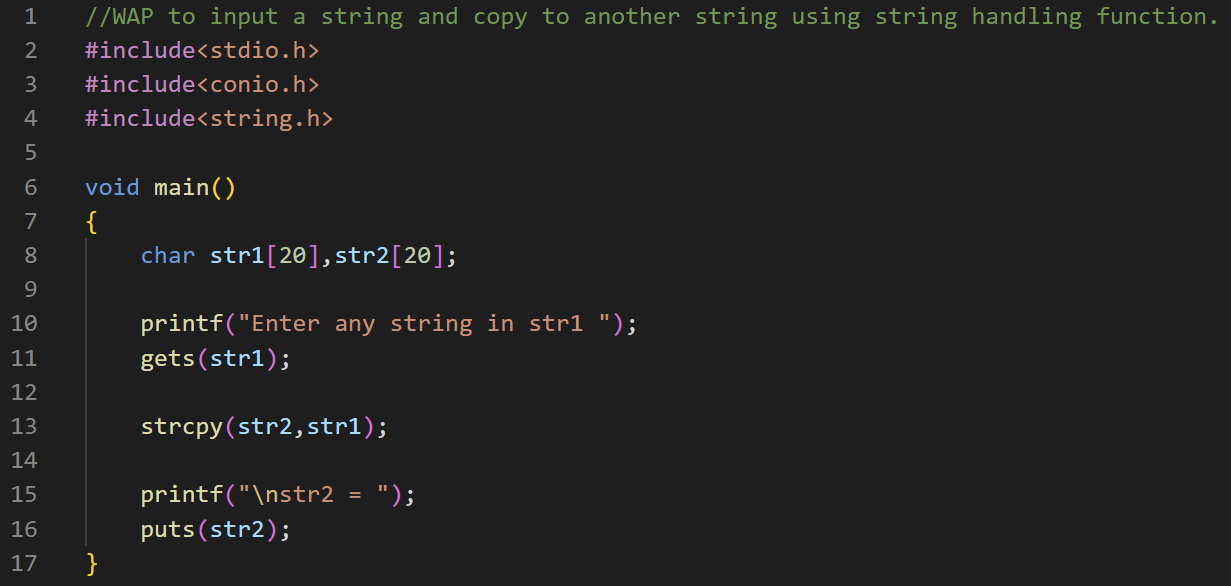 1 //WAP to input a string and copy to another string using string handling function.
2 #include<stdio.h>
3 #include<conio.h>
4 #include<string.h>
5
6 void main()
7 {
8 char str1[20],str2[20];
9
10 printf("Enter any string in str1 ");
11 gets(str1);
12
13 strcpy(str2,str1);
14
15 printf("\nstr2 = ");
16 puts(str2);
17 }